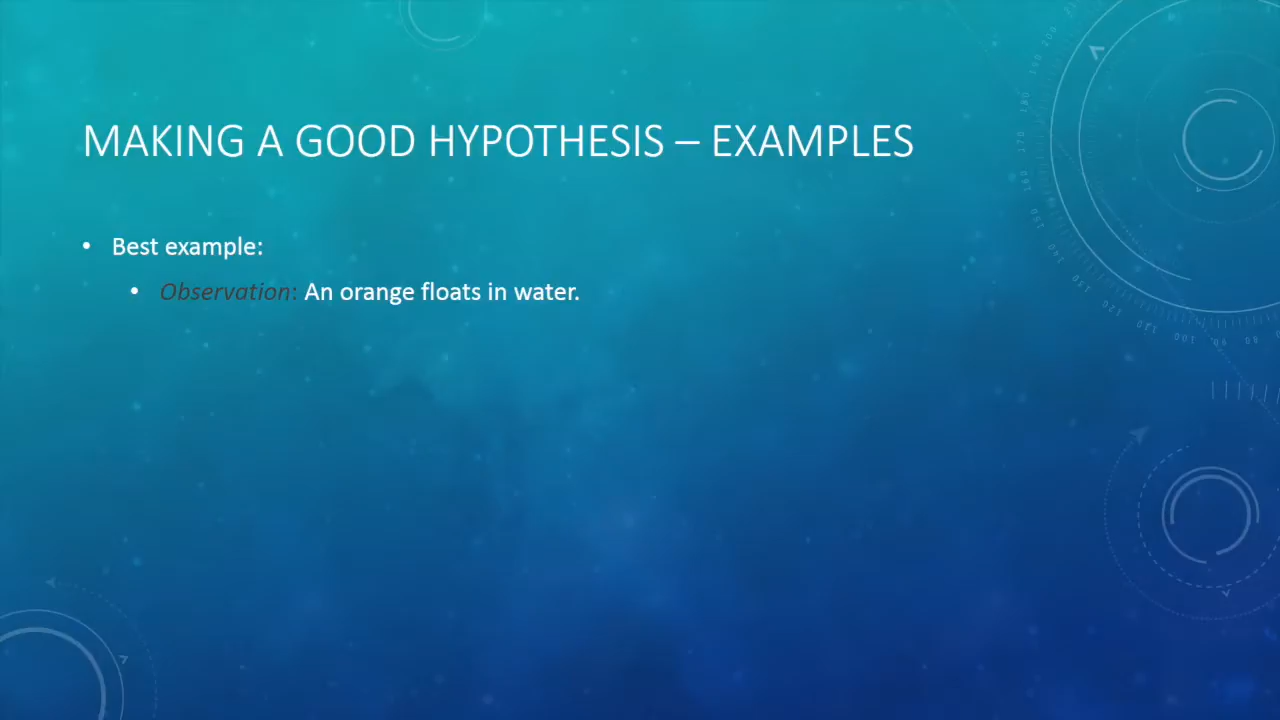 MAKING A GOOD HYPOTHESIS – EXAMPLES
• Best example:
• Observation: An orange floats in water.